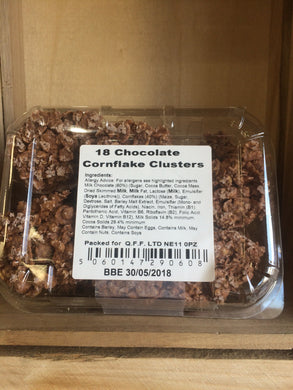 18 Chocolate
Cornflake Clusters
Ingredients:
Allergy Advice: For allergens see highlighted ingredients
Milk Chocolate (60%) (Sugar, Cocoa Butter, Cocoa Mass,
Dried Skimmed Milk, Milk Fat, Lactose (Milk), Emulsifier
(Soya Lecithins)), Cornflakes (40%) (Maize, Sugar,
Dextrose, Salt, Barley Malt Extract, Emulsifier (Mono- and
Diglycerides of Fatty Acids), Niacin, Iron, Thiamin (B1)
Pantothenic Acid, Vitamin B6, Riboflavin (B2), Folic Acid
Vitamin D, Vitamin B12). Milk Solids 14.8% minimum.
Cocoa Solids 29.4% minimum
Contains Barley, May Contain Eggs, Contains Milk, May
Contain Nuts, Contains Soya
Packed for Q.F.F. LTD NE11 0PZ
5060147290608
BBE 30/05/2018